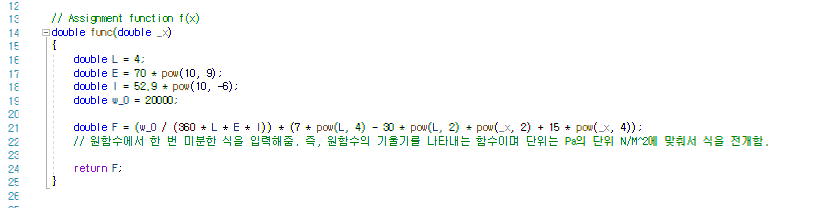 12
13 // Assignment function f(x)
14 double func(double _x)
15 {
16 double L = 4;
17 double E = 70 * pow(10, 9);
18 double I = 52.9 * pow(10, -6);
19 double w_0 = 20000;
20
21 double F = (w_0 / (360 * L * E * I)) * (7 * pow(L, 4) - 30 * pow(L, 2) * pow(_x, 2) + 15 * pow(_x, 4));
22 // 원함수에서 한 번 미분한 식을 입력해줌. 즉, 원함수의 기울기를 나타내는 함수이며 단위는 Pa의 단위 N/M^2에 맞춰서 식을 전개함.
23
24 return F;
25 }
26